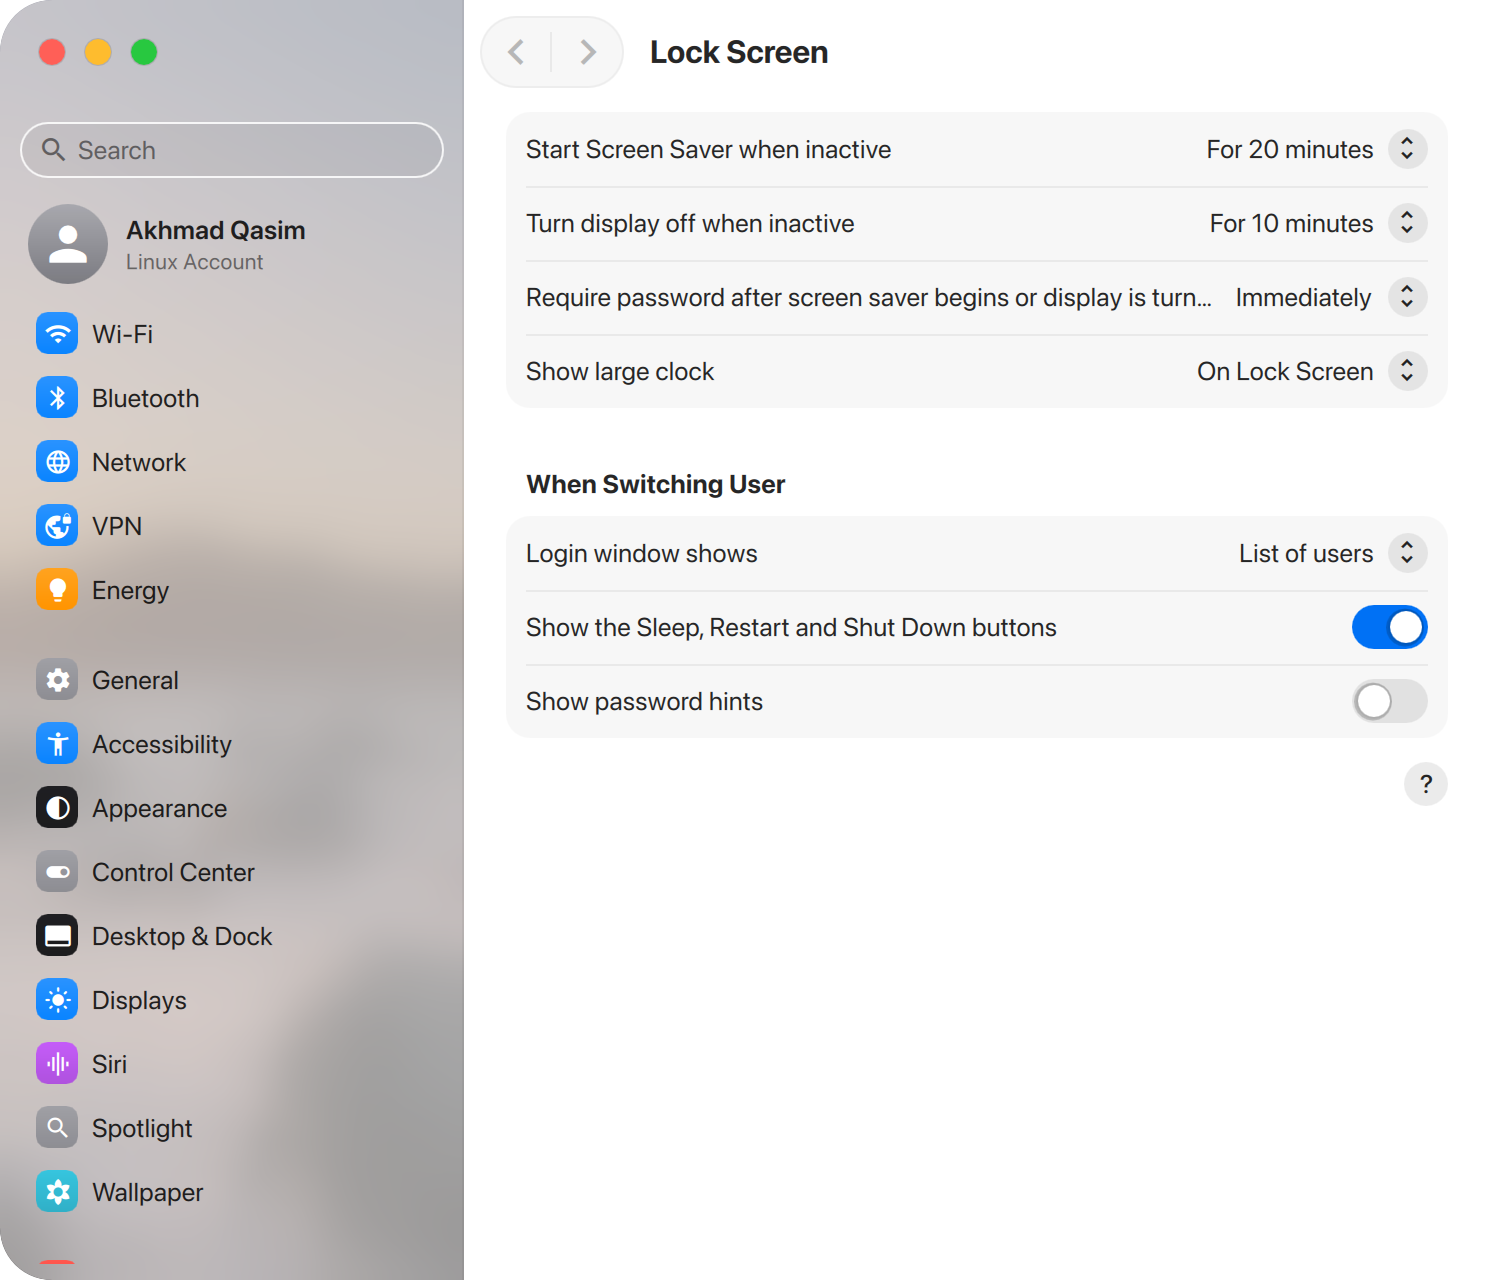 Lock Screen
Search
Akhmad Qasim
Linux Account
Wi-Fi
Bluetooth
Network
VPN
Energy
General
Accessibility
Appearance
Control Center
Desktop & Dock
Displays
Siri
Spotlight
Wallpaper
Start Screen Saver when inactive For 20 minutes
Turn display off when inactive For 10 minutes
Require password after screen saver begins or display is turn... Immediately
Show large clock On Lock Screen
When Switching User
Login window shows List of users
Show the Sleep, Restart and Shut Down buttons
Show password hints
?